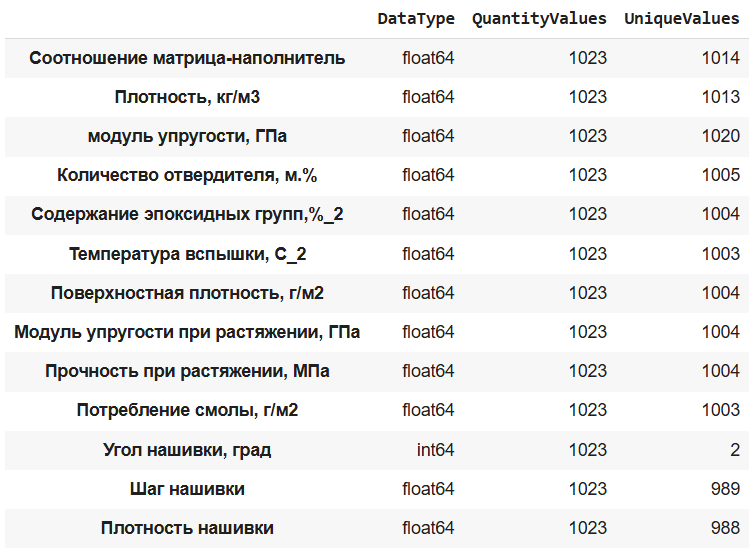 DataType QuantityValues UniqueValues
Соотношение матрица-наполнитель float64 1023 1014
Плотность, кг/м3 float64 1023 1013
модуль упругости, ГПа float64 1023 1020
Количество отвердителя, м.% float64 1023 1005
Содержание эпоксидных групп,%_2 float64 1023 1004
Температура вспышки, С_2 float64 1023 1003
Поверхностная плотность, г/м2 float64 1023 1004
Модуль упругости при растяжении, ГПа float64 1023 1004
Прочность при растяжении, МПа float64 1023 1004
Потребление смолы, г/м2 float64 1023 1003
Угол нашивки, град int64 1023 2
Шаг нашивки float64 1023 989
Плотность нашивки float64 1023 988